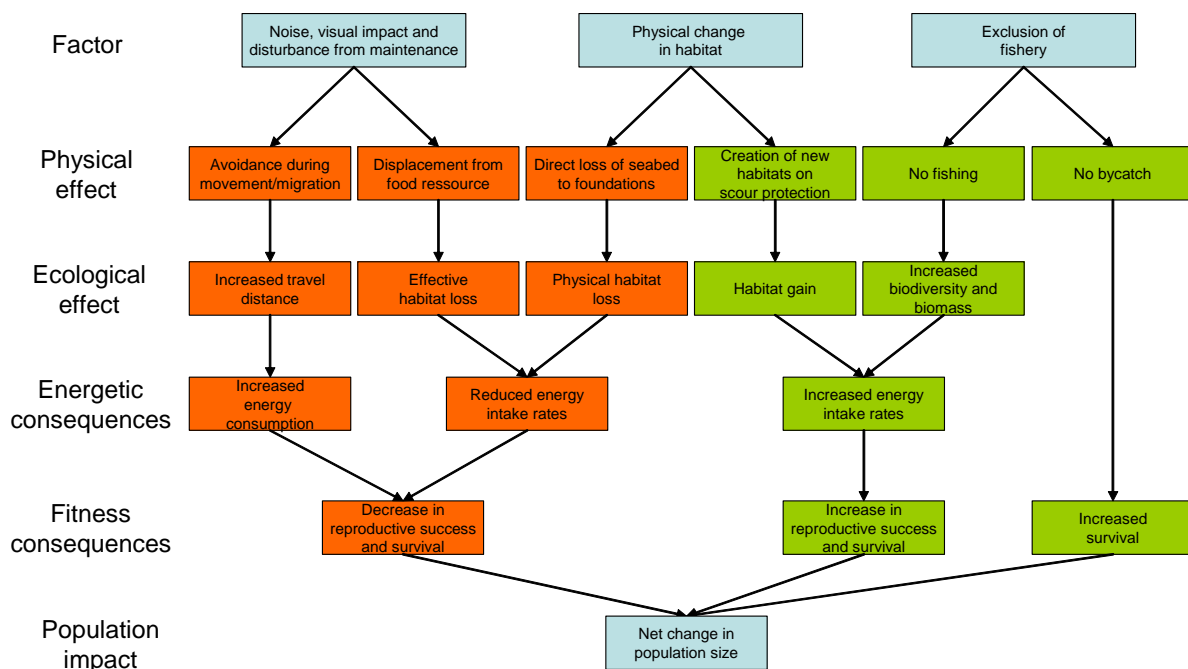 Factor
Noise, visual impact and
disturbance from maintenance
Physical change
in habitat
Exclusion of
fishery
Physical
effect
Avoidance during
movement/migration
Displacement from
food ressource
Direct loss of seabed
to foundations
Creation of new
habitats on
scour protection
No fishing
No bycatch
Ecological
effect
Increased travel
distance
Effective
habitat loss
Physical habitat
loss
Habitat gain
Increased
biodiversity and
biomass
Energetic
consequences
Increased
energy
consumption
Reduced energy
intake rates
Increased energy
intake rates
Fitness
consequences
Decrease in
reproductive success
and survival
Increase in
reproductive success
and survival
Increased
survival
Population
impact
Net change in
population size